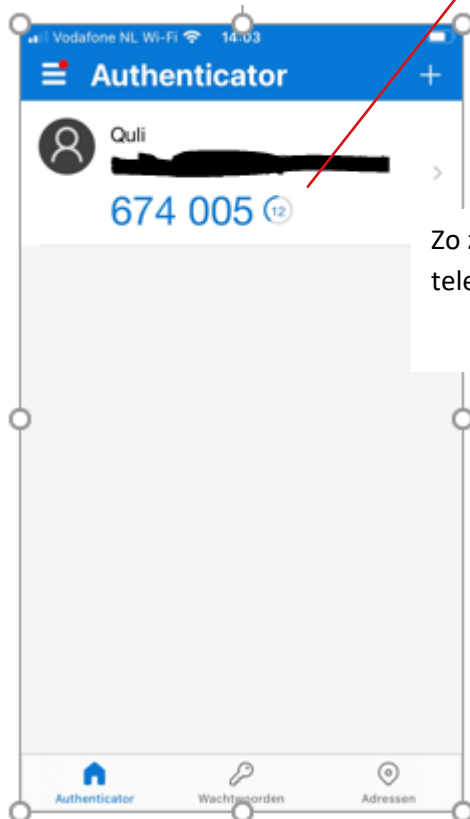 Vodafone NL Wi-Fi 14:03
Authenticator
Quli
674 005 12
Zo
tele
Authenticator Wachtwoorden Adressen